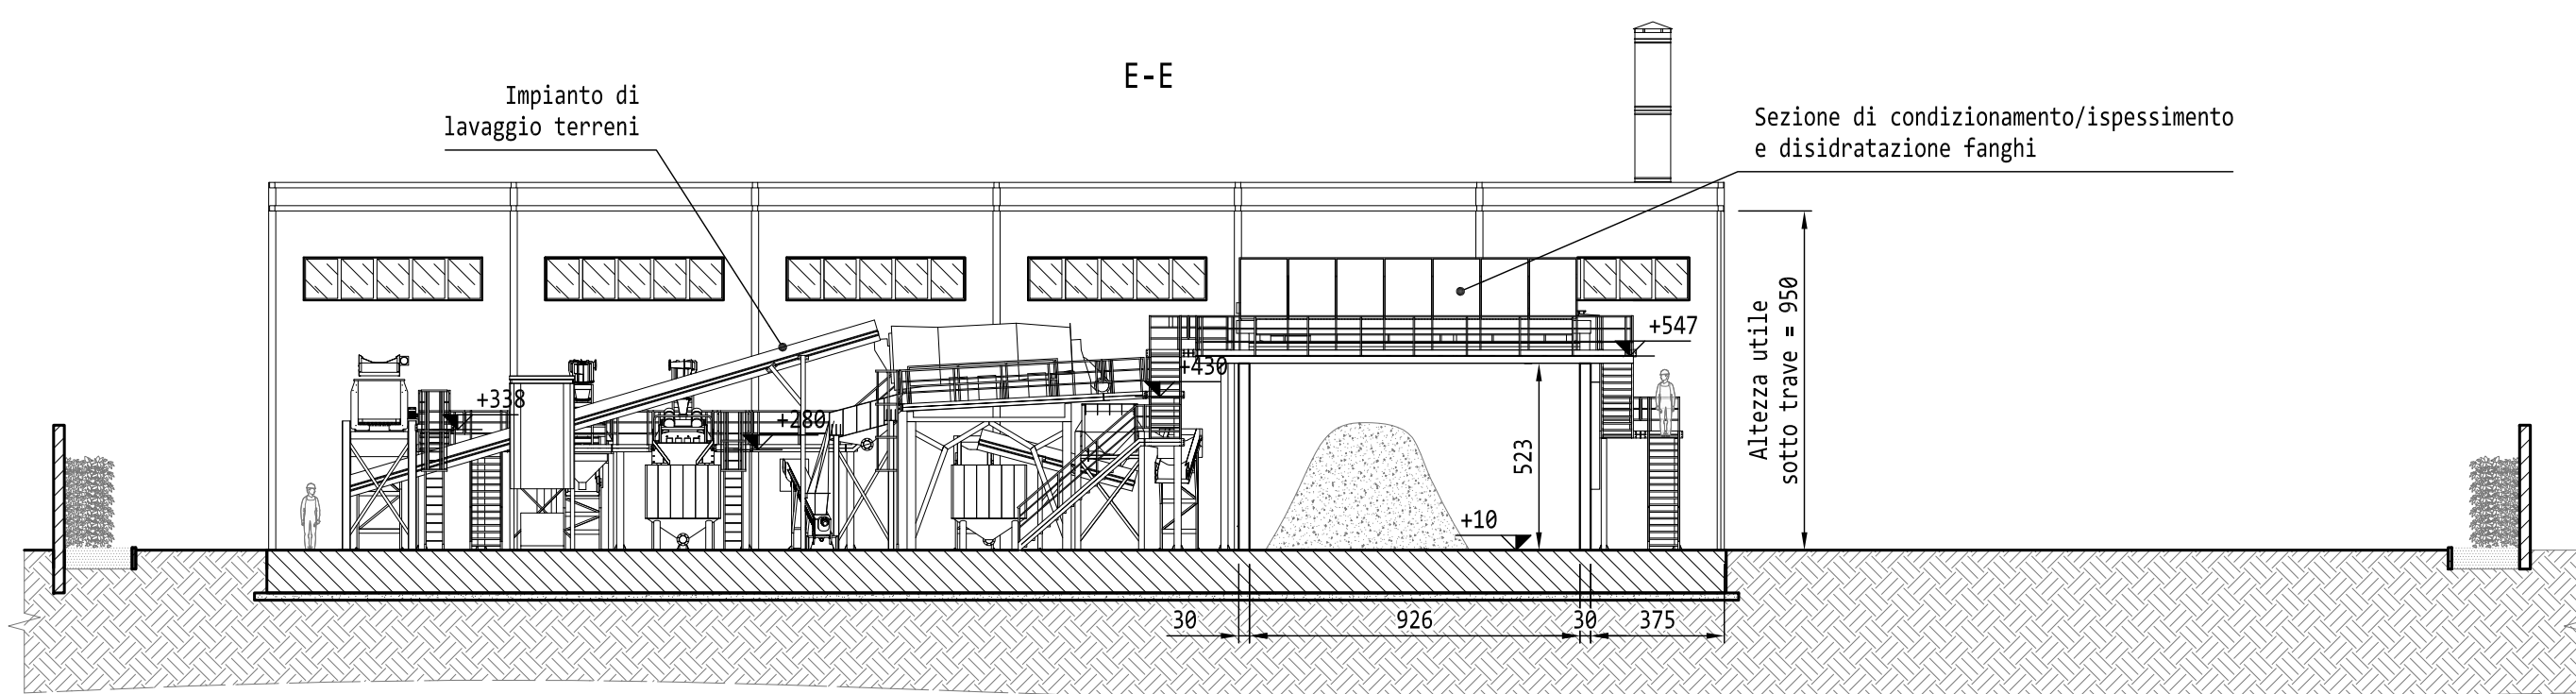 E-E
Impianto di
lavaggio terreni
Sezione di condizionamento/ispessimento
e disidratazione fanghi
+547
+430
+338
+280
Altezza utile
sotto trave = 950
523
+10
30
926
30
375